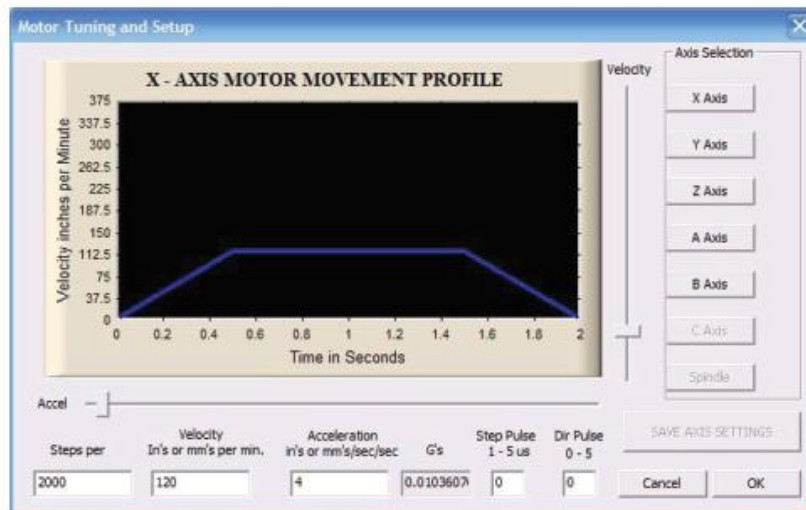 Motor Tuning and Setup
X - AXIS MOTOR MOVEMENT PROFILE
Velocity inches per Minute
375
337.5
300
262.5
225
187.5
150
112.5
75
37.5
0
0 0.2 0.4 0.6 0.8 1 1.2 1.4 1.6 1.8 2
Time in Seconds
Velocity
Axis Selection
X Axis
Y Axis
Z Axis
A Axis
B Axis
C Axis
Spindle
Accel
SAVE AXIS SETTINGS
Steps per
Velocity
In's or mm's per min.
Acceleration
in's or mm's/sec/sec
G's
Step Pulse
1 - 5 us
Dir Pulse
0 - 5
2000
120
4
0.0103607
0
0
Cancel
OK